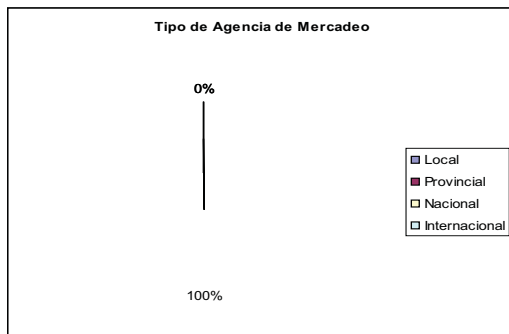 Tipo de Agencia de Mercadeo
0%
Local
Provincial
Nacional
Internacional
100%